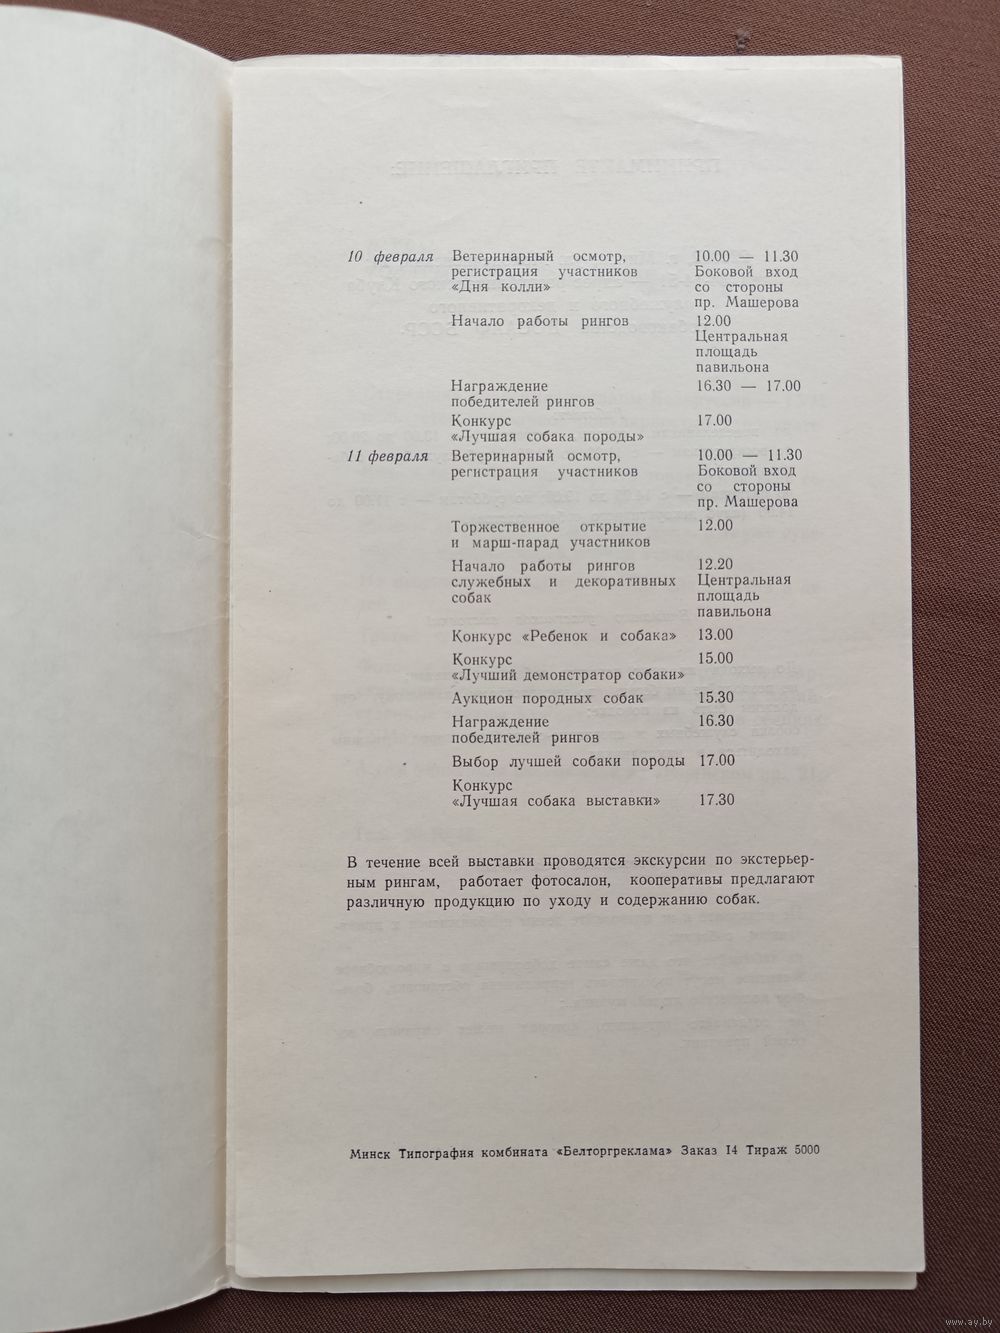 10 февраля Ветеринарный осмотр, 10.00 — 11.30
регистрация участников Боковой вход
«Дня колли» со стороны
пр. Машерова
Начало работы рингов 12.00
Центральная
площадь
павильона
Награждение 16.30 — 17.00
победителей рингов
Конкурс 17.00
«Лучшая собака породы»
11 февраля Ветеринарный осмотр, 10.00 — 11.30
регистрация участников Боковой вход
со стороны
пр. Машерова
Торжественное открытие 12.00
и марш-парад участников
Начало работы рингов 12.20
служебных и декоративных Центральная
собак площадь
павильона
Конкурс «Ребенок и собака» 13.00
Конкурс 15.00
«Лучший демонстратор собаки»
Аукцион породных собак 15.30
Награждение 16.30
победителей рингов
Выбор лучшей собаки породы 17.00
Конкурс
«Лучшая собака выставки» 17.30
В течение всей выставки проводятся экскурсии по экстерьер-
ным рингам, работает фотосалон, кооперативы предлагают
различную продукцию по уходу и содержанию собак.
Минск Типография комбината «Белторгреклама» Заказ 14 Тираж 5000
www.ay.by